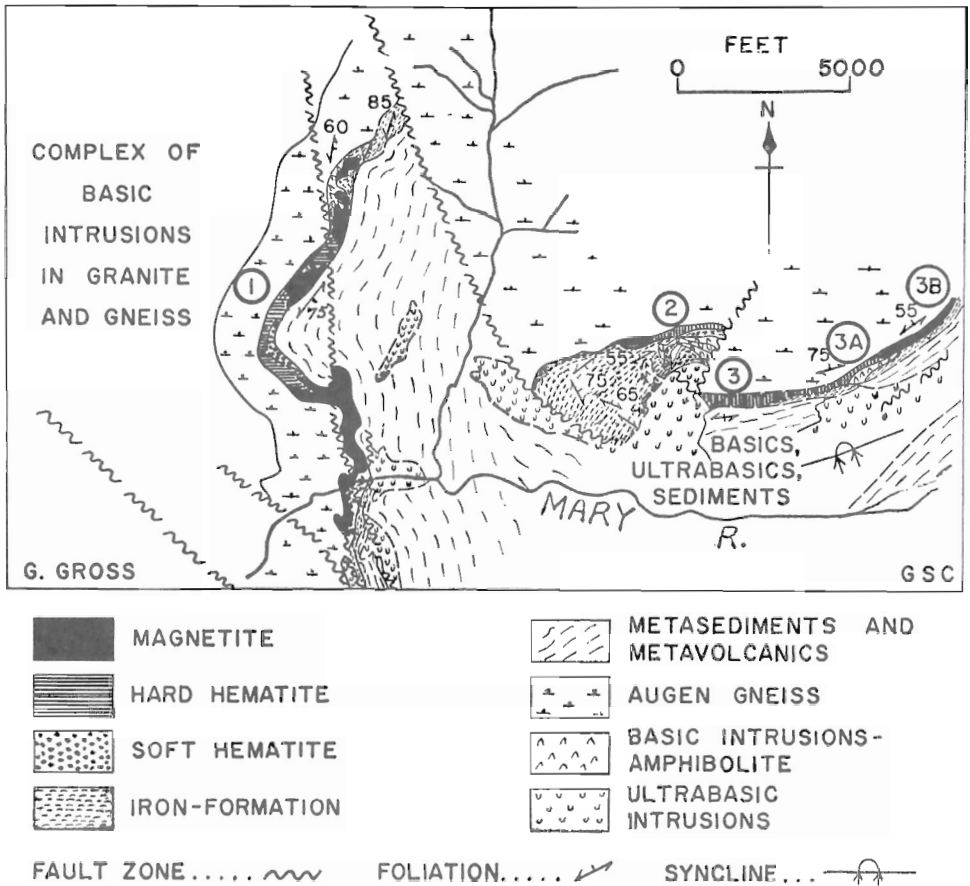 FEET
0 5000
N
COMPLEX OF
BASIC
INTRUSIONS
IN GRANITE
AND GNEISS
85
60
1
75
2
55
75
65
3
3A
75
3B
55
BASICS,
ULTRABASICS,
SEDIMENTS
MARY
R.
G. GROSS
GSC
MAGNETITE
HARD HEMATITE
SOFT HEMATITE
IRON-FORMATION
METASEDIMENTS AND
METAVOLCANICS
AUGEN GNEISS
BASIC INTRUSIONS-
AMPHIBOLITE
ULTRABASIC
INTRUSIONS
FAULT ZONE..... FOLIATION..... SYNCLINE...